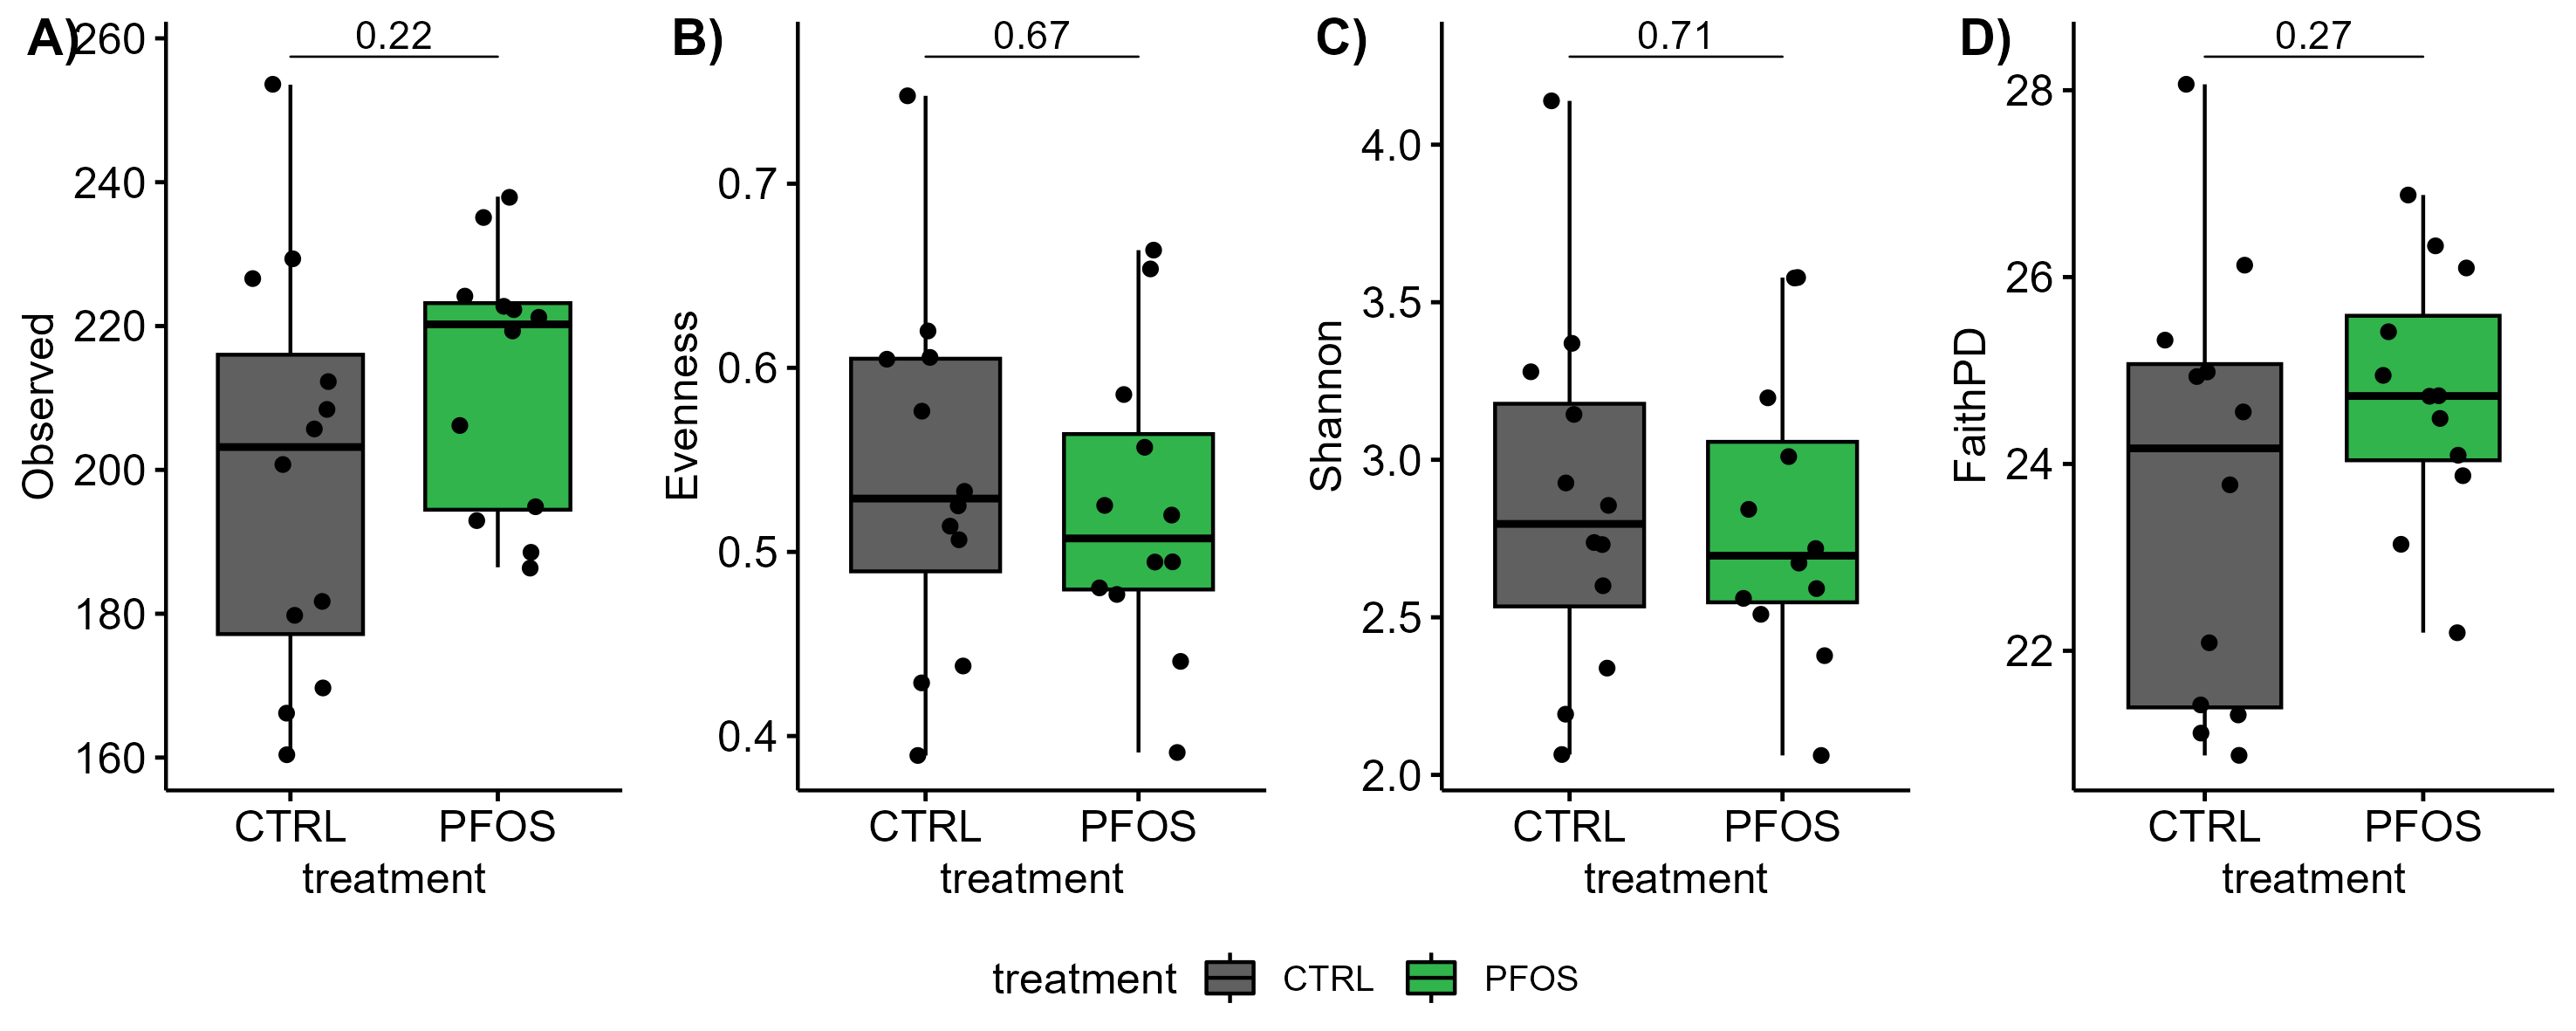 A)
0.22
Observed
260
240
220
200
180
160
CTRL PFOS
treatment
B)
0.67
Evenness
0.7
0.6
0.5
0.4
CTRL PFOS
treatment
C)
0.71
Shannon
4.0
3.5
3.0
2.5
2.0
CTRL PFOS
treatment
D)
0.27
FaithPD
28
26
24
22
CTRL PFOS
treatment
treatment CTRL PFOS